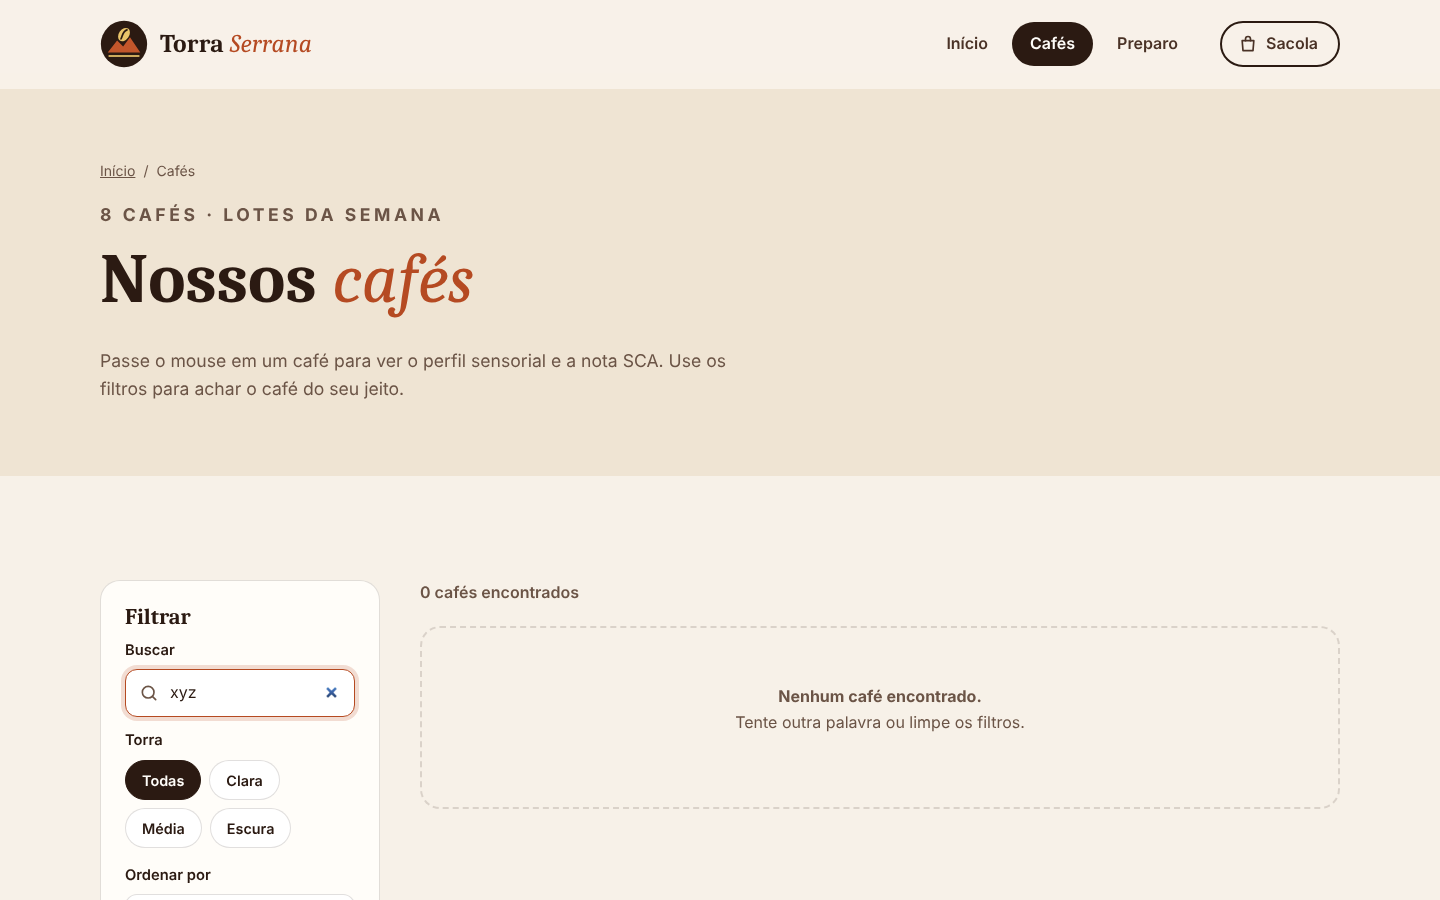 Torra Serrana
Início
Cafés
Preparo
Sacola
Início / Cafés
8 CAFÉS · LOTES DA SEMANA
Nossos cafés
Passe o mouse em um café para ver o perfil sensorial e a nota SCA. Use os
filtros para achar o café do seu jeito.
Filtrar
Buscar
xyz
Torra
Todas
Clara
Média
Escura
Ordenar por
0 cafés encontrados
Nenhum café encontrado.
Tente outra palavra ou limpe os filtros.